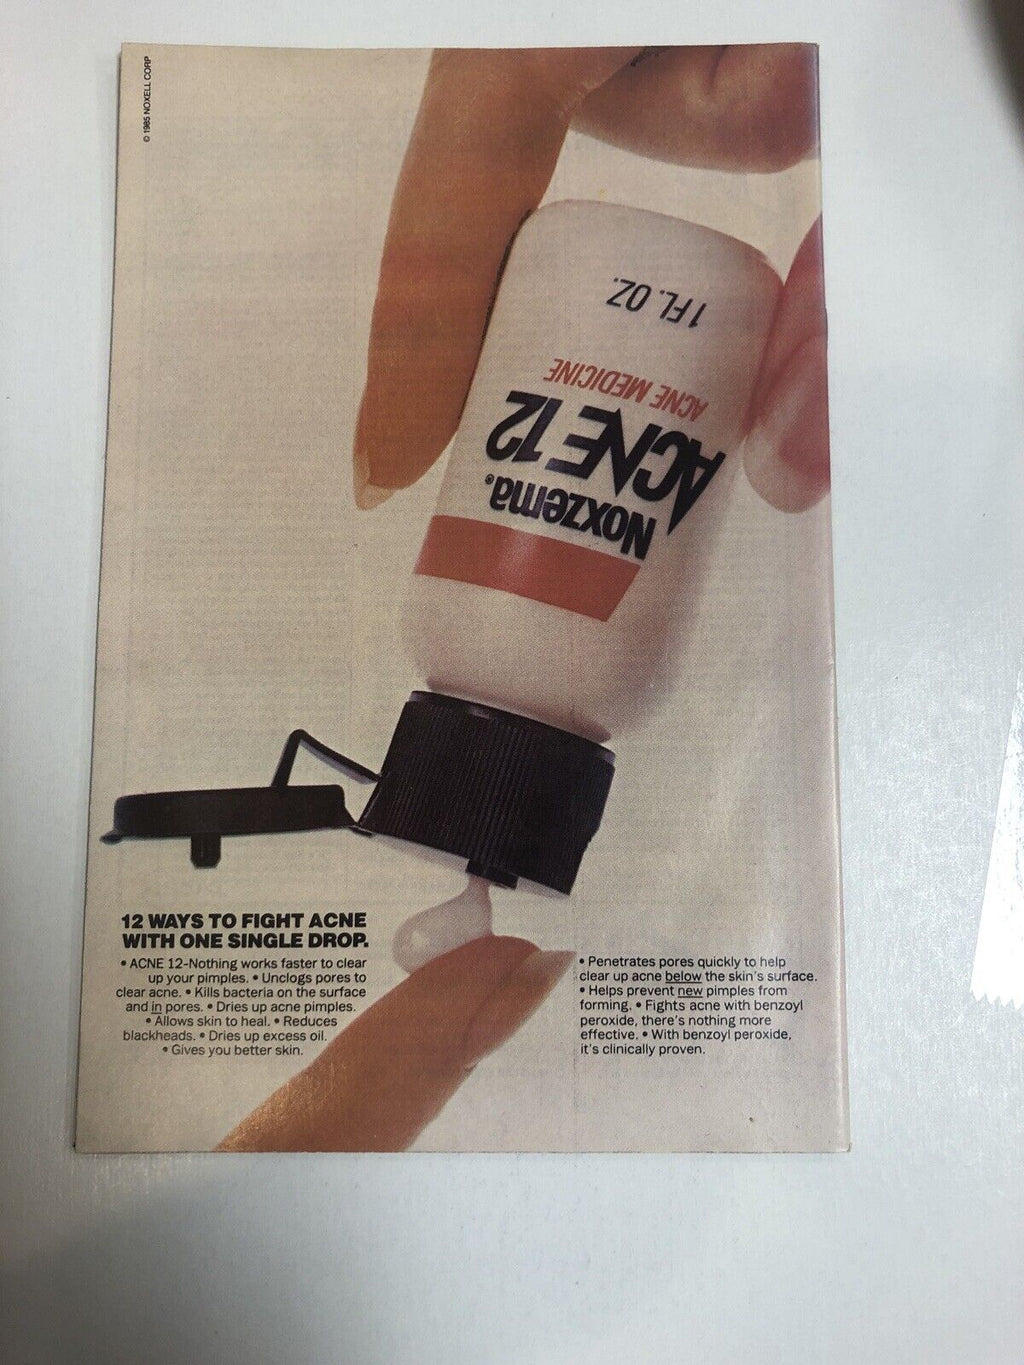 © 1985 NOXELL CORP
1 FL. OZ.
ACNE MEDICINE
ACNE 12
Noxzema®
12 WAYS TO FIGHT ACNE
WITH ONE SINGLE DROP.
• ACNE 12-Nothing works faster to clear
up your pimples. • Unclogs pores to
clear acne. • Kills bacteria on the surface
and in pores. • Dries up acne pimples.
• Allows skin to heal. • Reduces
blackheads. • Dries up excess oil.
• Gives you better skin.
• Penetrates pores quickly to help
clear up acne below the skin's surface.
• Helps prevent new pimples from
forming. • Fights acne with benzoyl
peroxide, there's nothing more
effective. • With benzoyl peroxide,
it's clinically proven.